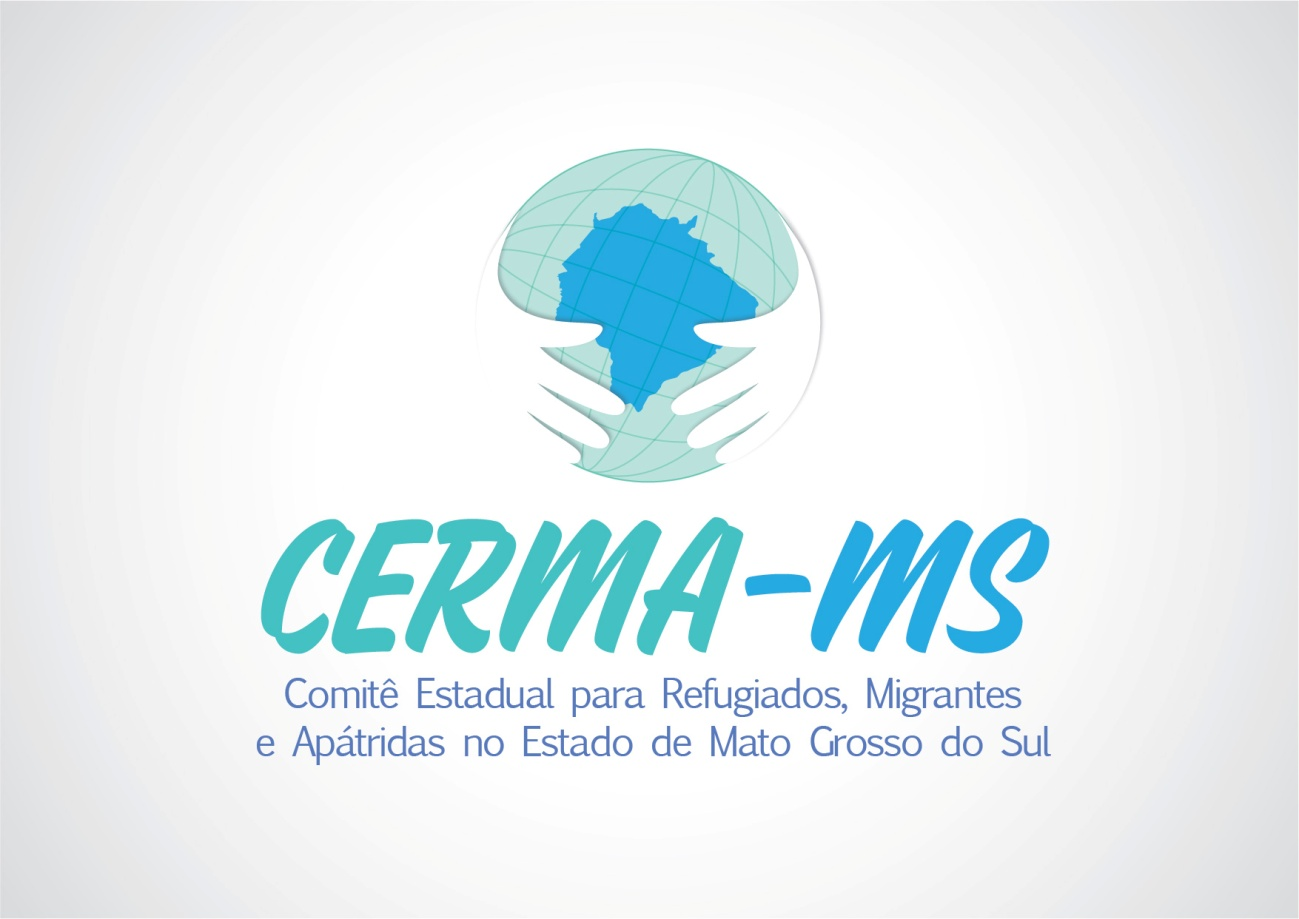 CERMA-MS
Comitê Estadual para Refugiados, Migrantes
e Apátridas no Estado de Mato Grosso do Sul